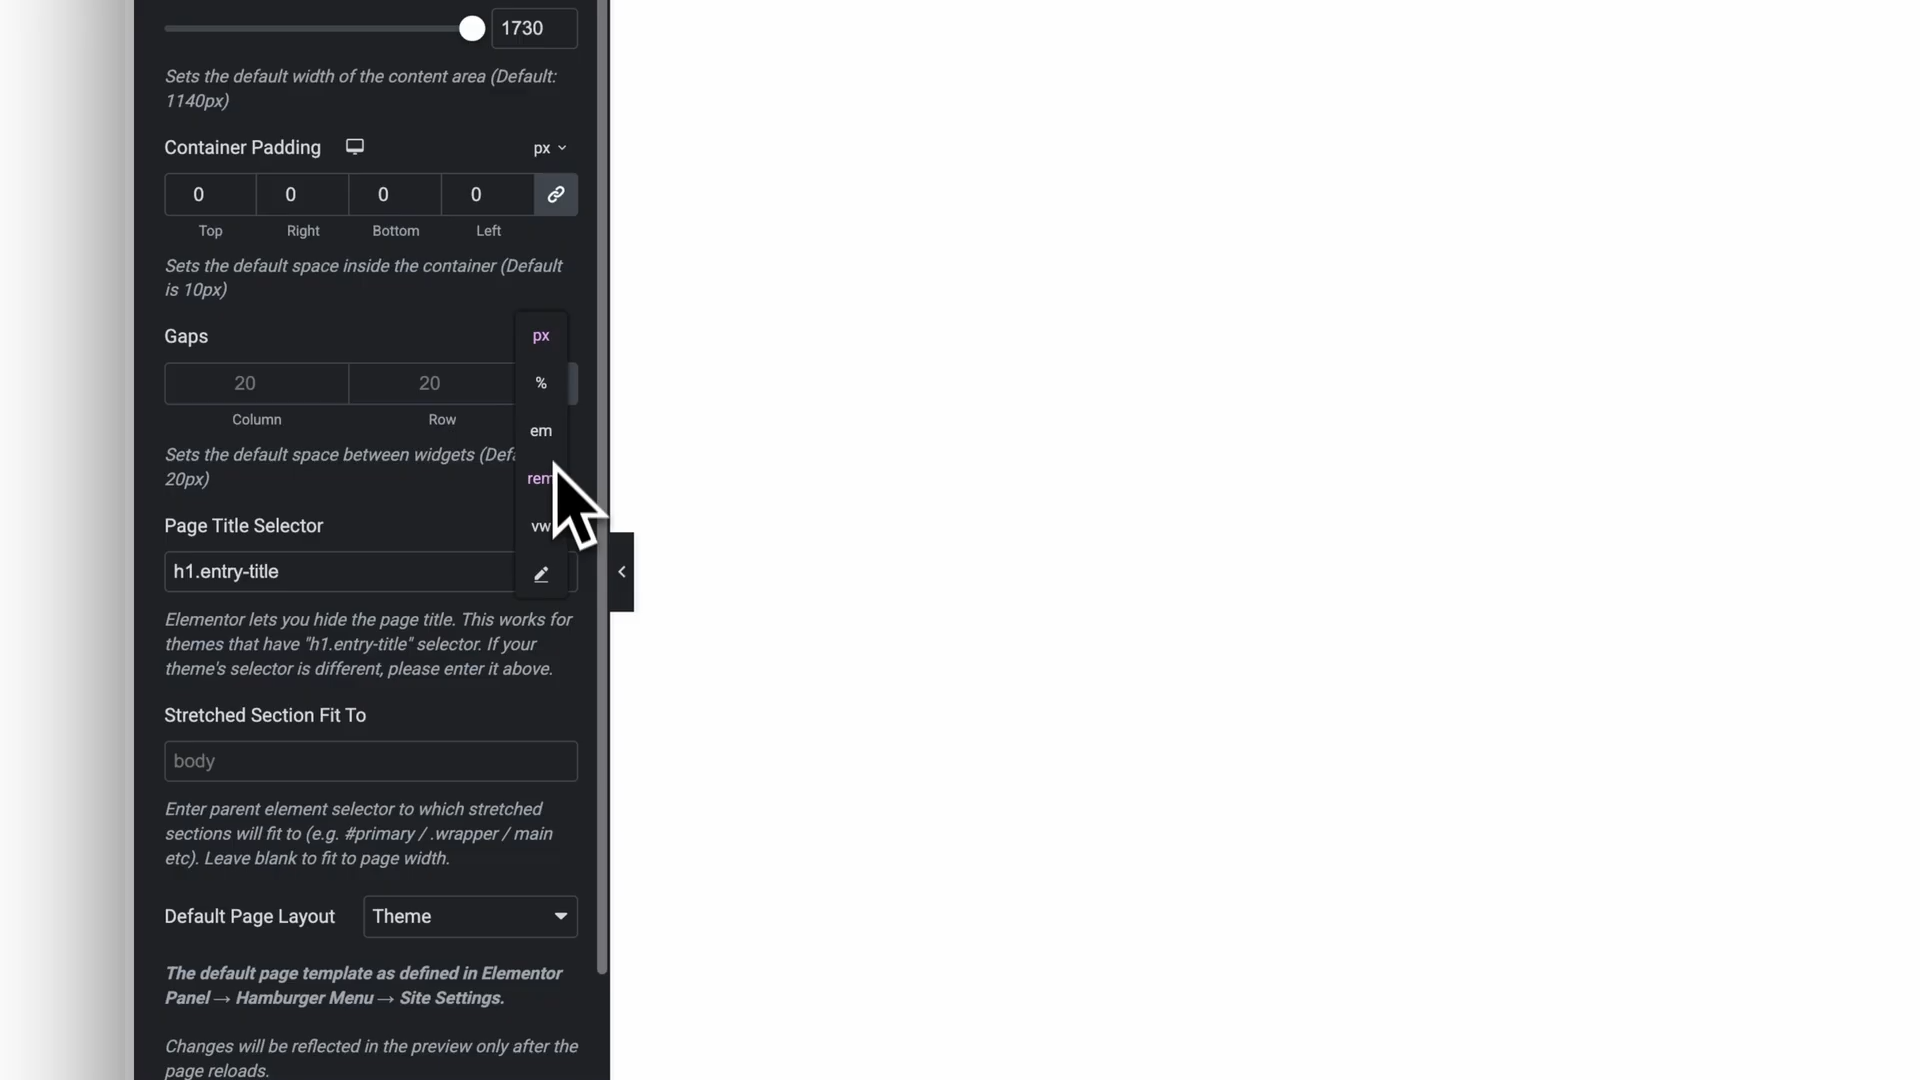 1730
Sets the default width of the content area (Default:
1140px)
Container Padding px
0 0 0 0
Top Right Bottom Left
Sets the default space inside the container (Default
is 10px)
Gaps px
20 20 %
Column Row em
Sets the default space between widgets
20px) rem
Page Title Selector vw
h1.entry-title
Elementor lets you hide the page title. This works for
themes that have "h1.entry-title" selector. If your
theme's selector is different, please enter it above.
Stretched Section Fit To
body
Enter parent element selector to which stretched
sections will fit to (e.g. #primary / .wrapper / main
etc). Leave blank to fit to page width.
Default Page Layout Theme
The default page template as defined in Elementor
Panel → Hamburger Menu → Site Settings.
Changes will be reflected in the preview only after the
page reloads.